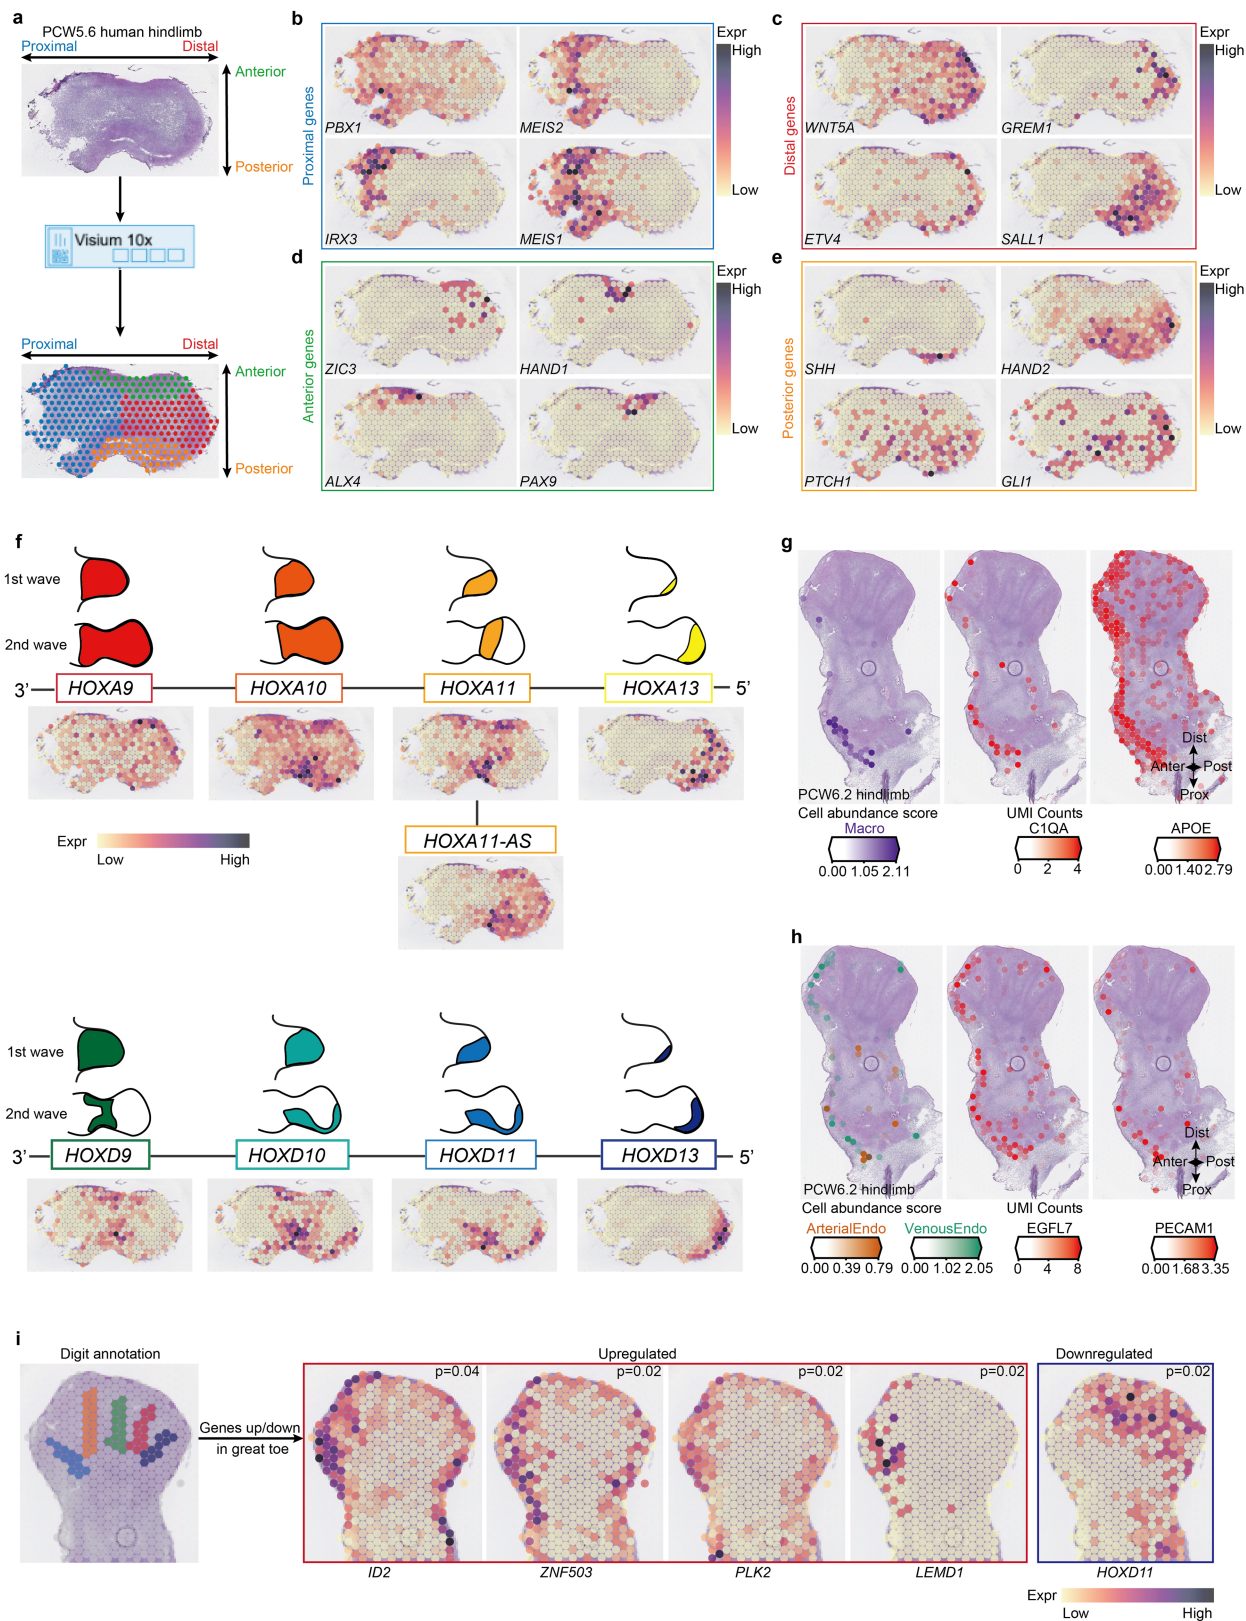 a
PCW5.6 human hindlimb
Proximal
Distal
Anterior
Posterior
Visium 10x
Proximal
Distal
Anterior
Posterior
b
Proximal genes
PBX1
MEIS2
IRX3
MEIS1
Expr
High
Low
c
Distal genes
WNT5A
GREM1
ETV4
SALL1
Expr
High
Low
d
Anterior genes
ZIC3
HAND1
ALX4
PAX9
Expr
High
Low
e
Posterior genes
SHH
HAND2
PTCH1
GLI1
Expr
High
Low
f
1st wave
2nd wave
3’
HOXA9
HOXA10
HOXA11
HOXA13
5’
HOXA11-AS
Expr
Low
High
1st wave
2nd wave
3’
HOXD9
HOXD10
HOXD11
HOXD13
5’
g
Dist
Anter
Post
Prox
PCW6.2 hindlimb
Cell abundance score
UMI Counts
Macro
C1QA
APOE
0.00 1.05 2.11
0 2 4
0.00 1.40 2.79
h
Dist
Anter
Post
Prox
PCW6.2 hindlimb
Cell abundance score
UMI Counts
ArterialEndo
VenousEndo
EGFL7
PECAM1
0.00 0.39 0.79
0.00 1.02 2.05
0 4 8
0.00 1.68 3.35
i
Digit annotation
Genes up/down
in great toe
Upregulated
Downregulated
p=0.04
p=0.02
p=0.02
p=0.02
p=0.02
ID2
ZNF503
PLK2
LEMD1
HOXD11
Expr
Low
High